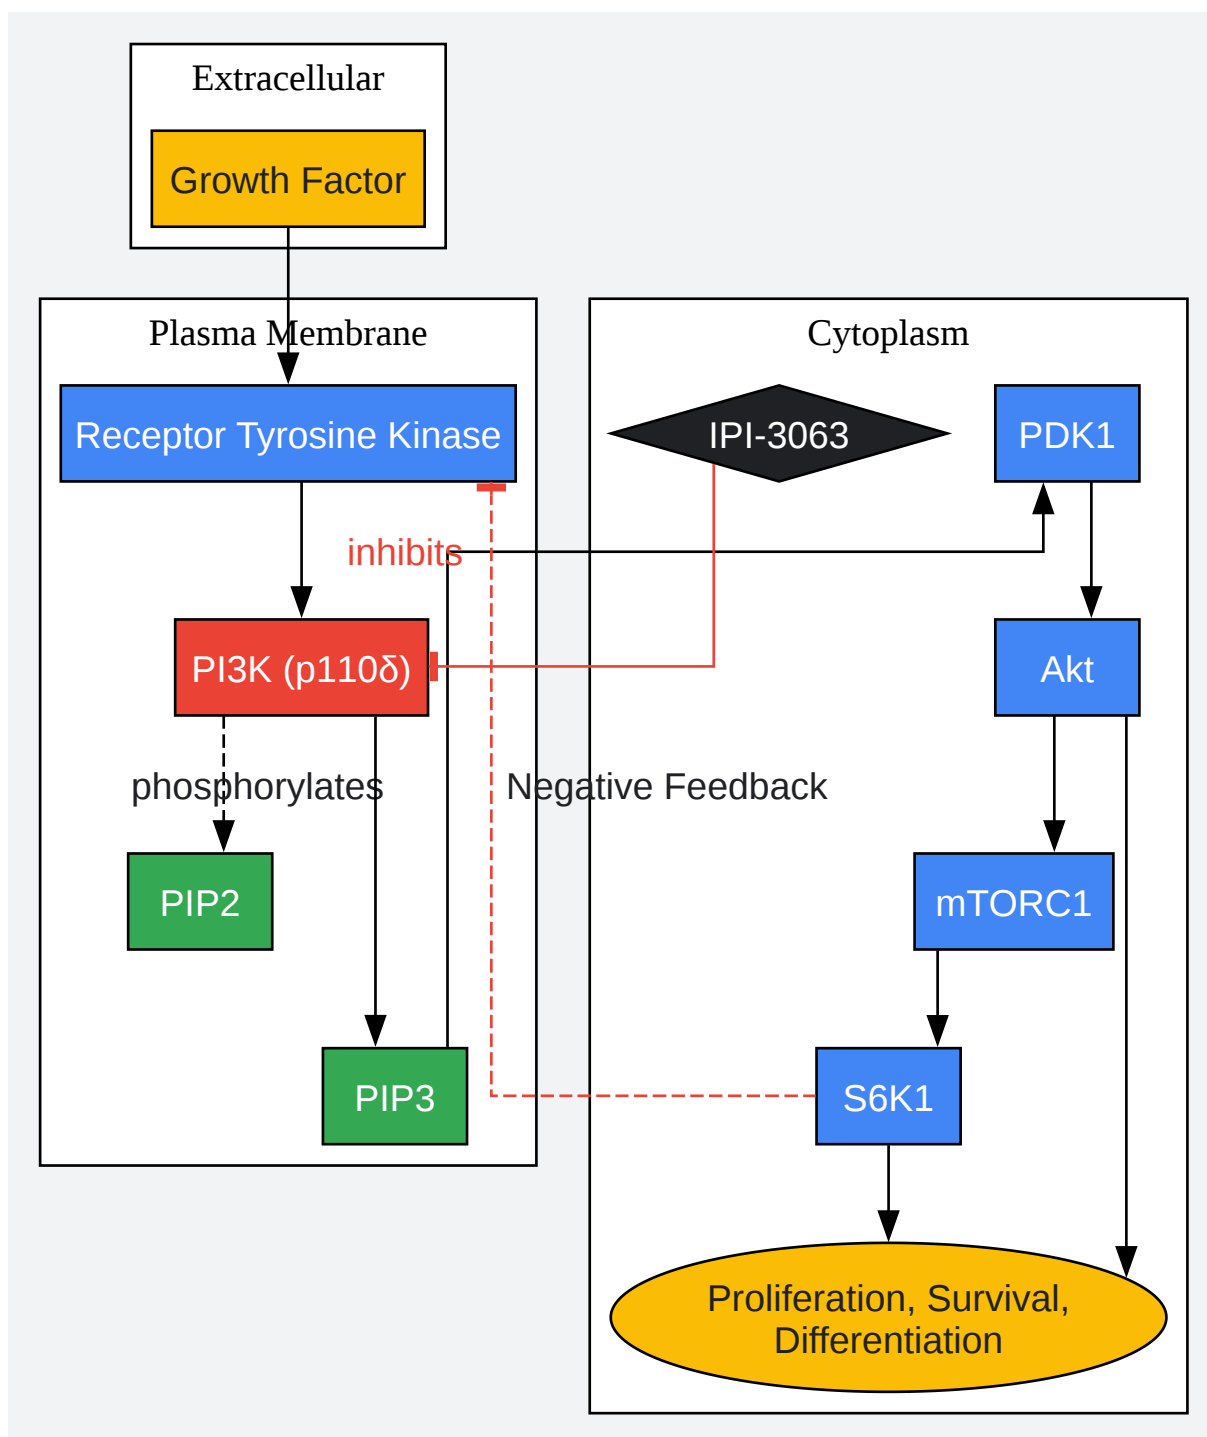 Extracellular
Growth Factor
Plasma Membrane
Cytoplasm
Receptor Tyrosine Kinase
IPI-3063
PDK1
inhibits
PI3K (p110δ)
Akt
phosphorylates
Negative Feedback
PIP2
mTORC1
PIP3
S6K1
Proliferation, Survival,
Differentiation